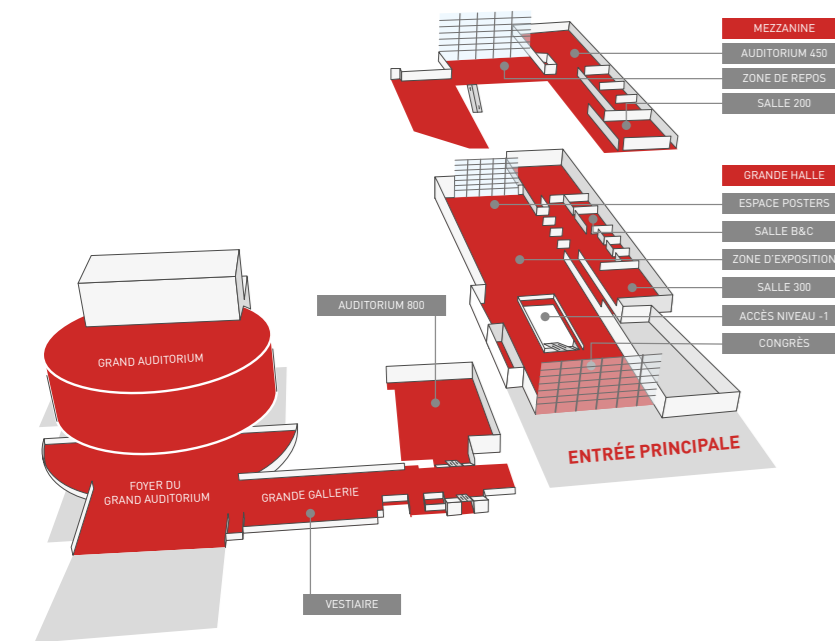 MEZZANINE
AUDITORIUM 450
ZONE DE REPOS
SALLE 200
GRANDE HALLE
ESPACE POSTERS
SALLE B&C
ZONE D'EXPOSITION
SALLE 300
ACCÈS NIVEAU -1
CONGRÈS
AUDITORIUM 800
GRAND AUDITORIUM
ENTRÉE PRINCIPALE
FOYER DU
GRAND AUDITORIUM
GRANDE GALLERIE
VESTIAIRE